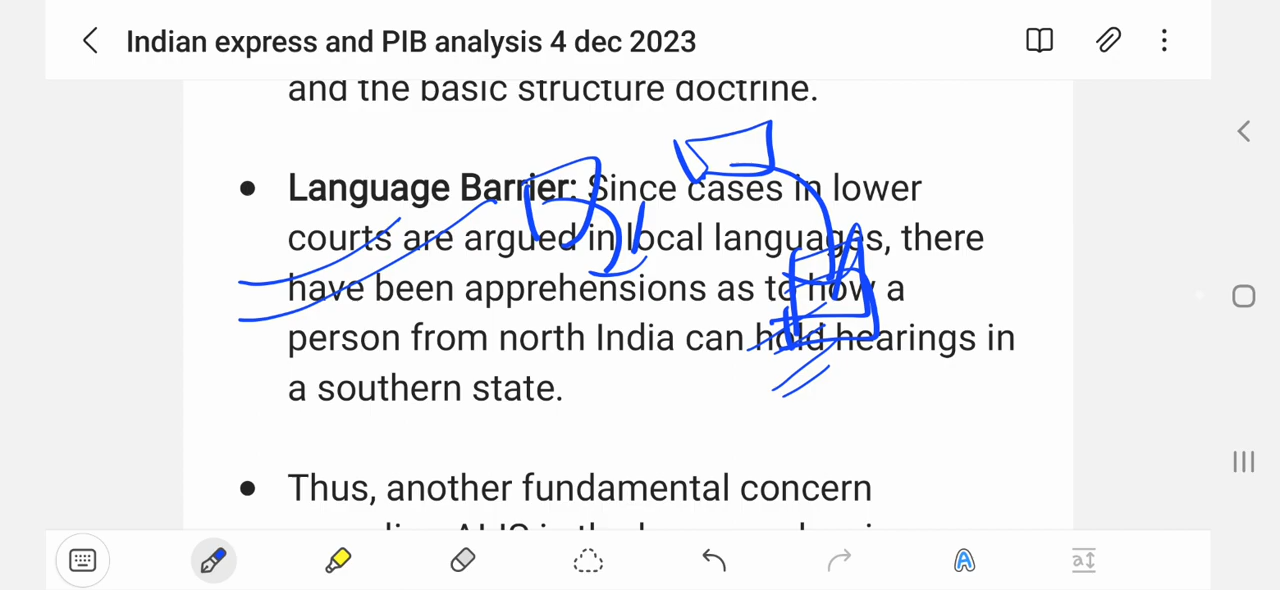 Indian express and PIB analysis 4 dec 2023
and the basic structure doctrine.
Language Barrier: Since cases in lower
courts are argued in local languages, there
have been apprehensions as to how a
person from north India can hold hearings in
a southern state.
Thus, another fundamental concern